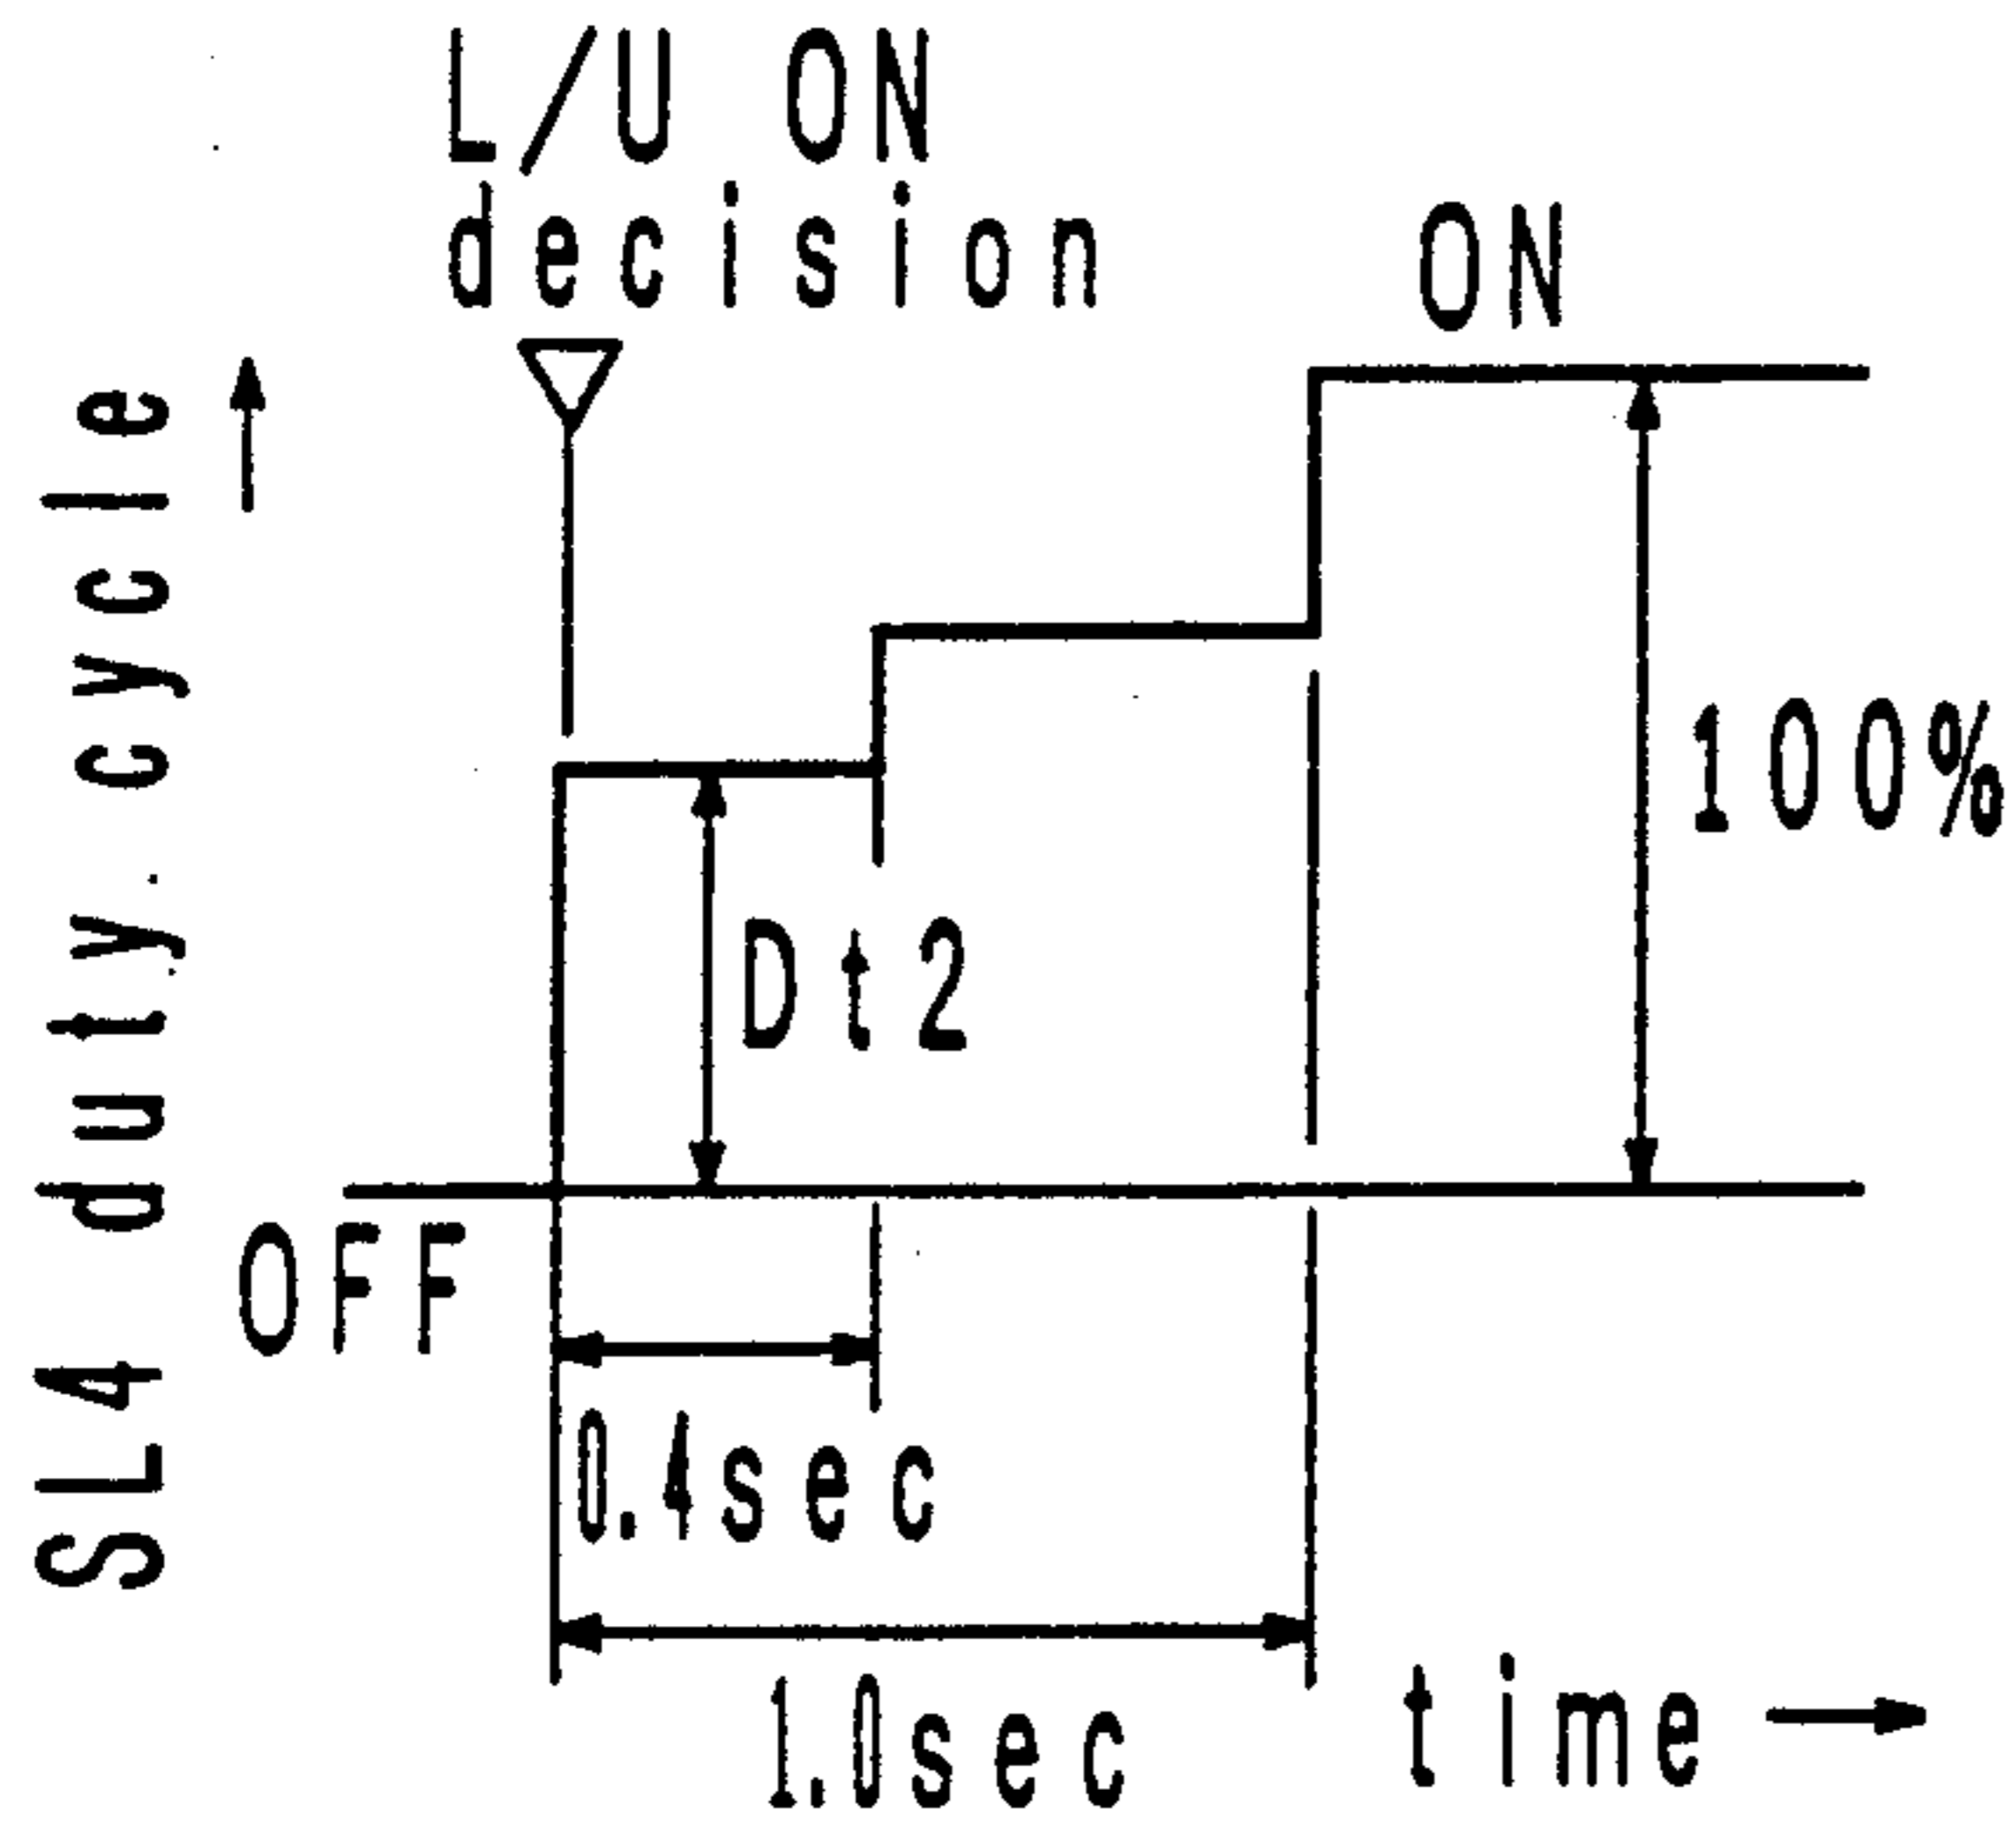 L/U ON
decision
ON
SL4 duty cycle
100%
Dt2
OFF
0.4sec
1.0sec
time